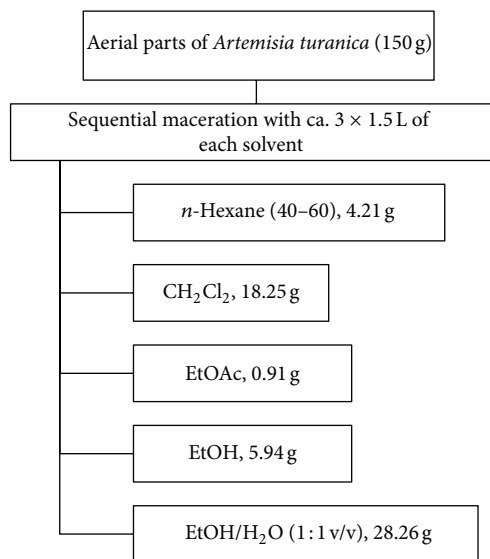 Aerial parts of Artemisia turanica (150 g)
Sequential maceration with ca. 3 × 1.5 L of
each solvent
n-Hexane (40–60), 4.21 g
CH₂Cl₂, 18.25 g
EtOAc, 0.91 g
EtOH, 5.94 g
EtOH/H₂O (1 : 1 v/v), 28.26 g